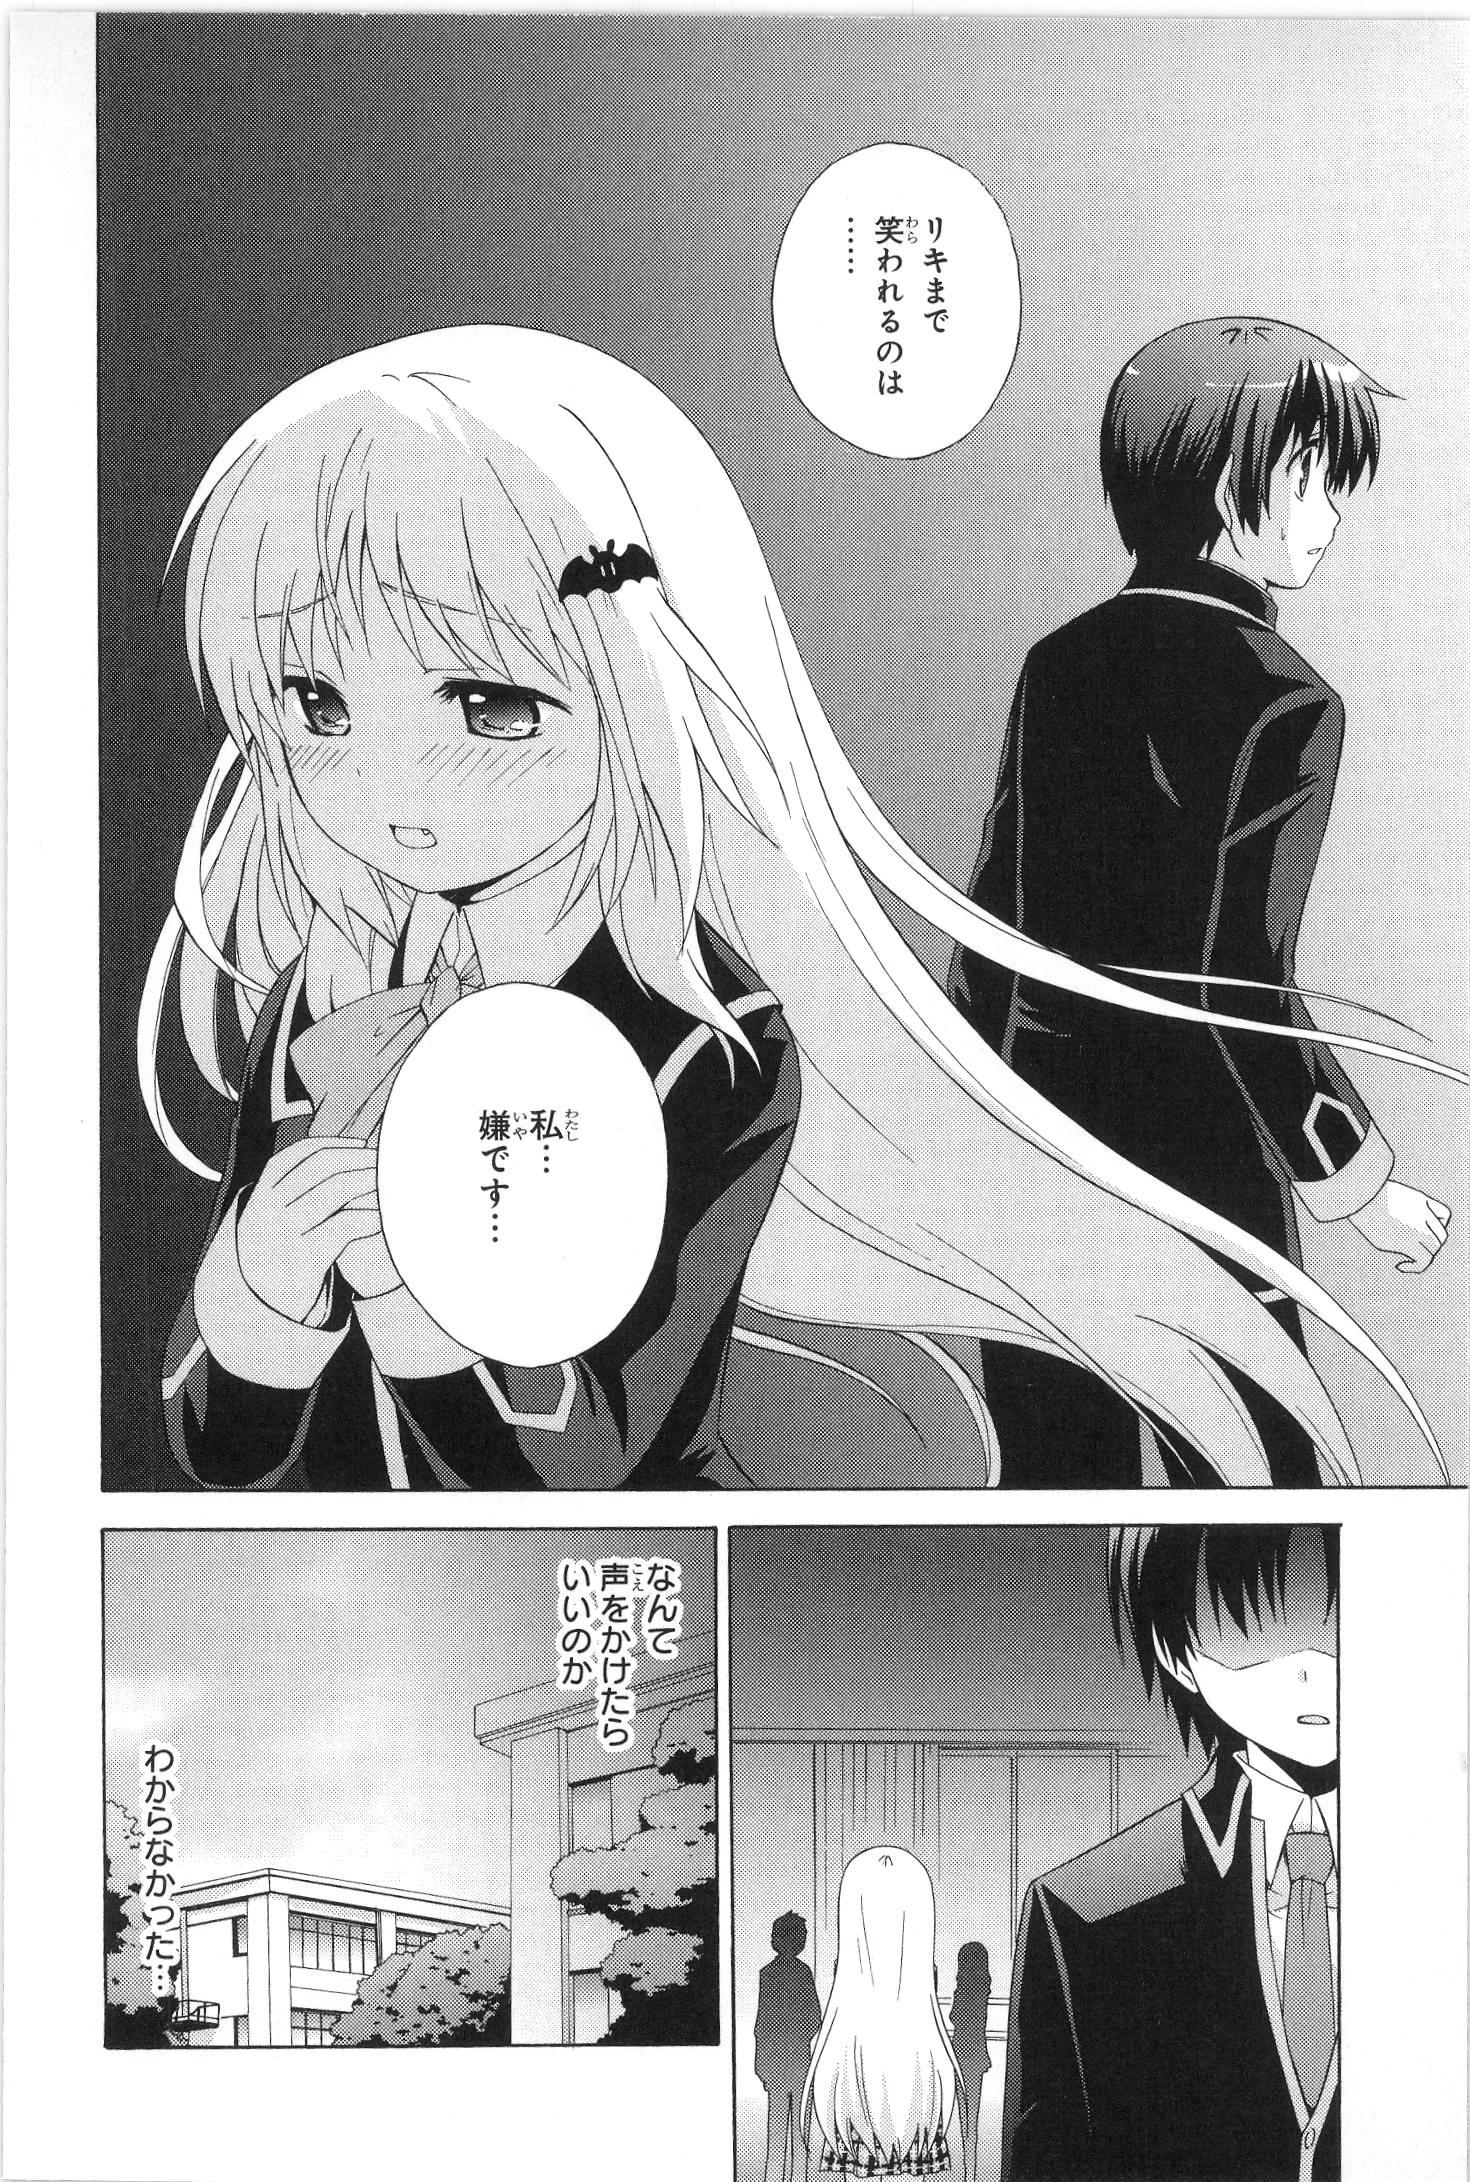 リキまで
笑われるのは
……
私…
嫌です…
なんて
声をかけたら
いいのか
わからなかった…